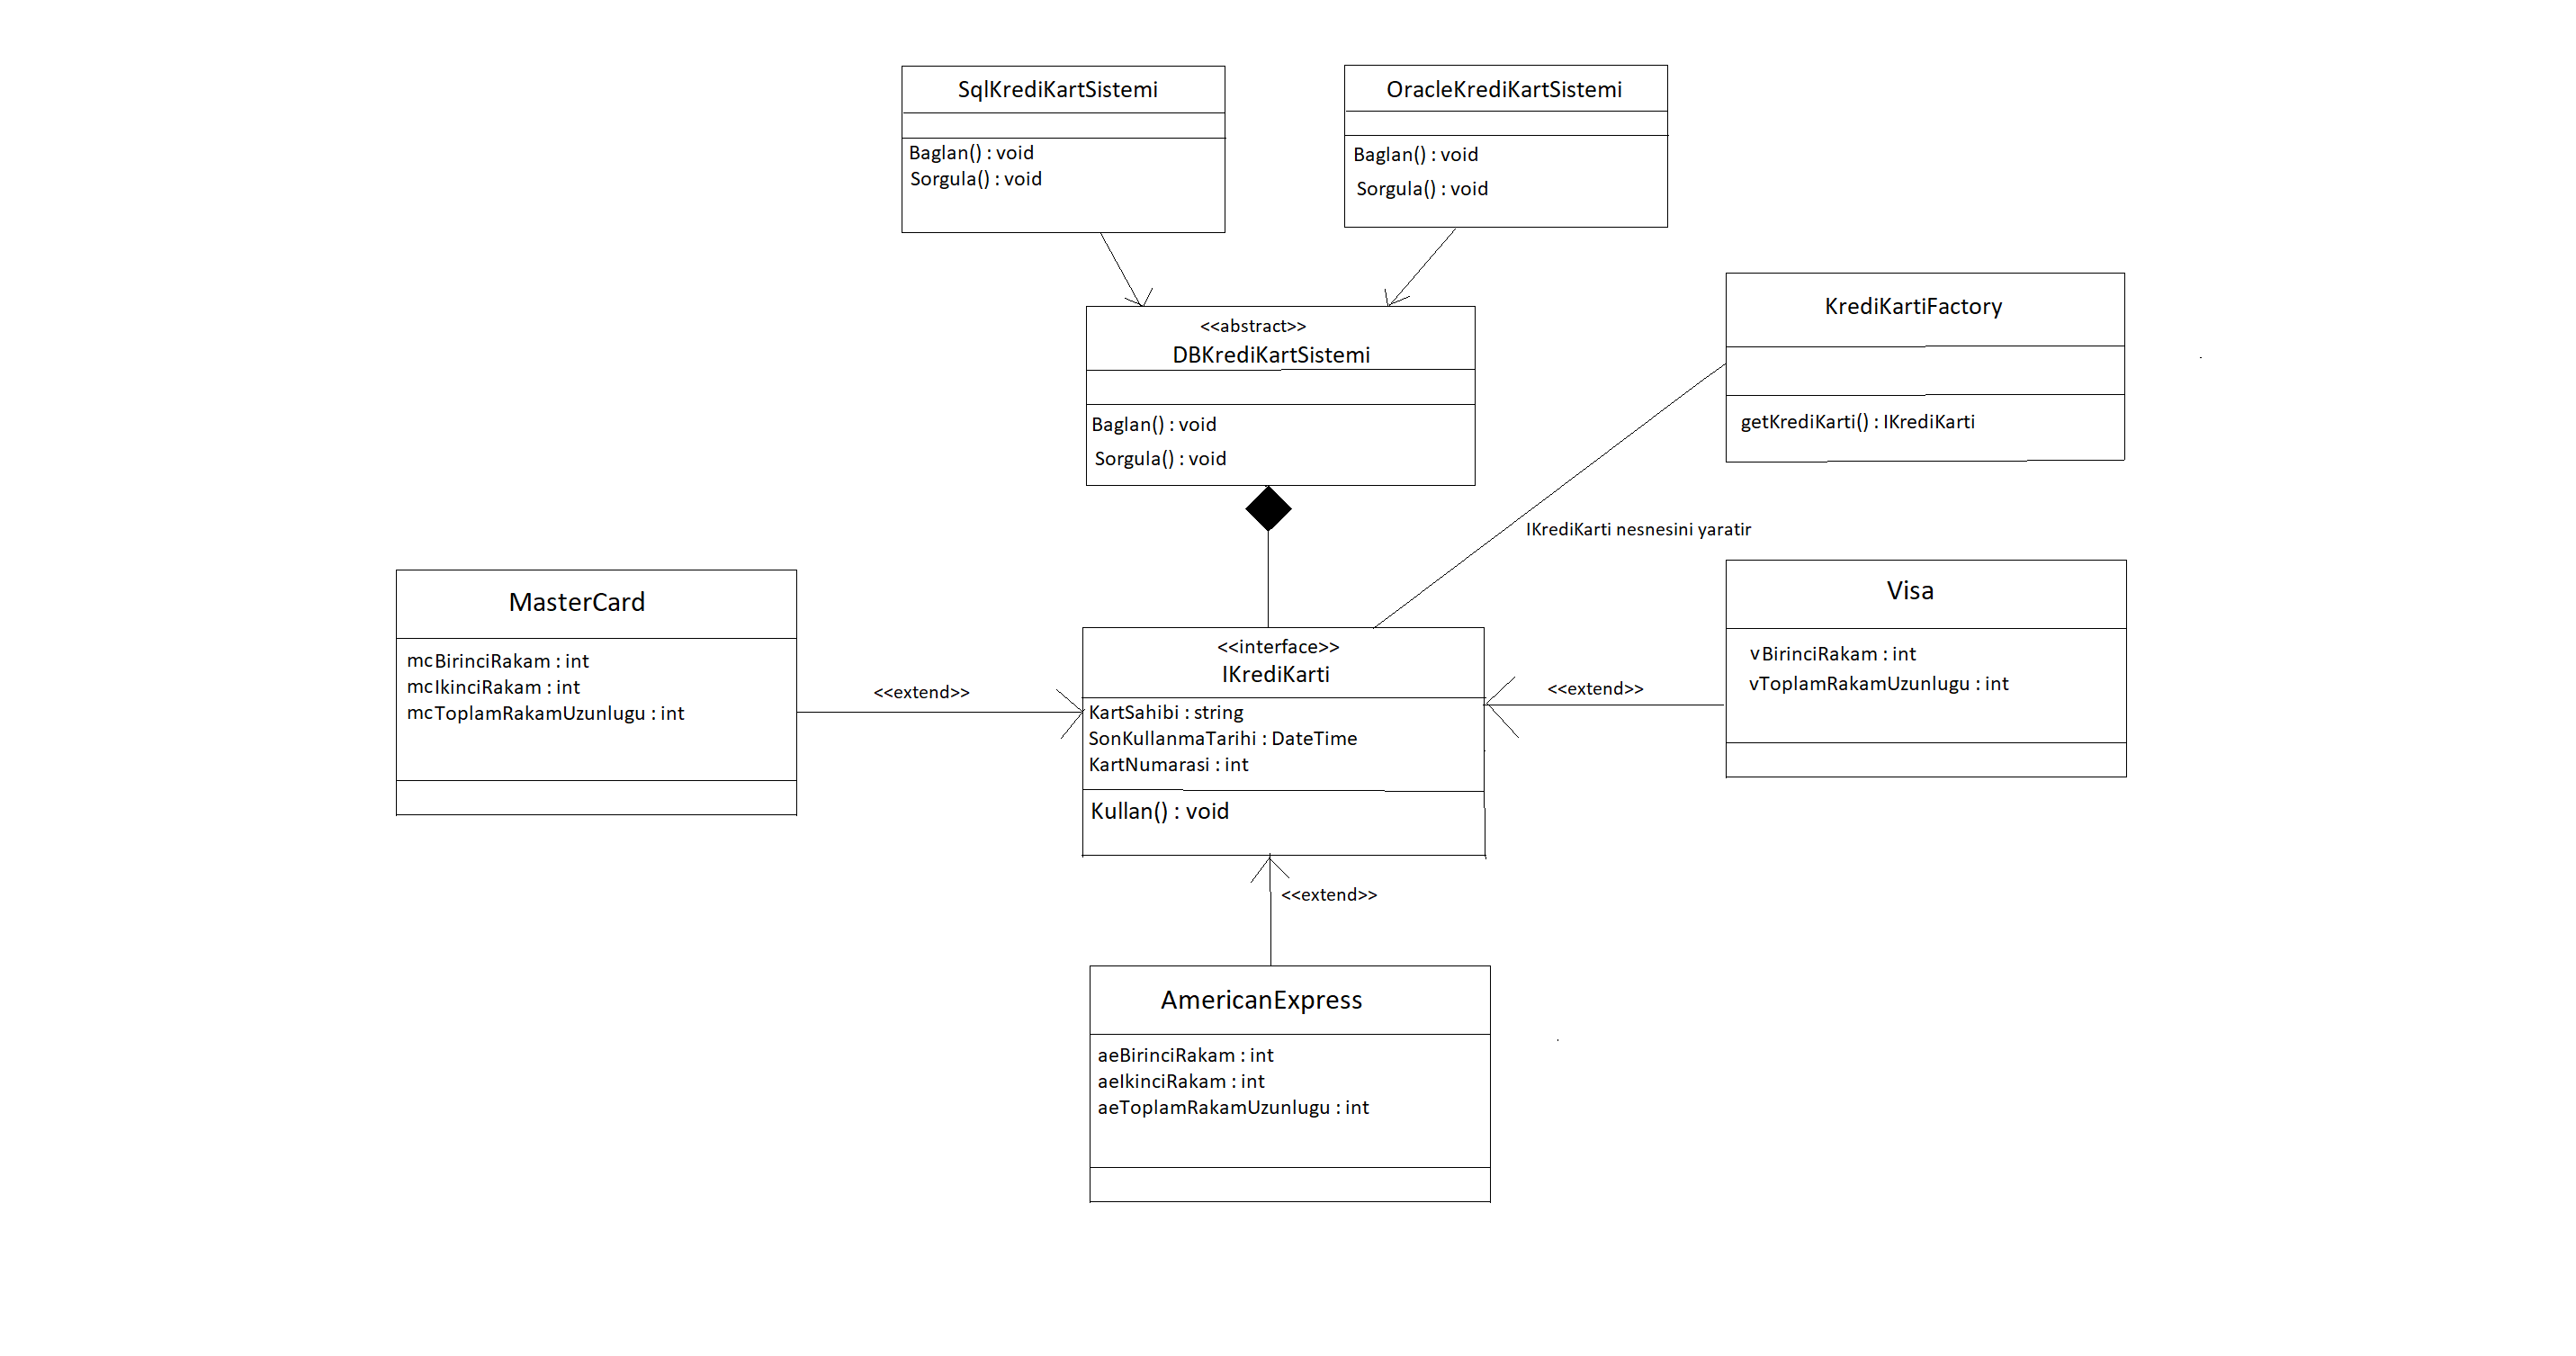 SqlKrediKartSistemi
Baglan() : void
Sorgula() : void
OracleKrediKartSistemi
Baglan() : void
Sorgula() : void
<<abstract>>
DBKrediKartSistemi
Baglan() : void
Sorgula() : void
KrediKartiFactory
getKrediKarti() : IKrediKarti
IKrediKarti nesnesini yaratir
MasterCard
mcBirinciRakam : int
mcIkinciRakam : int
mcToplamRakamUzunlugu : int
<<extend>>
<<interface>>
IKrediKarti
KartSahibi : string
SonKullanmaTarihi : DateTime
KartNumarasi : int
Kullan() : void
<<extend>>
Visa
vBirinciRakam : int
vToplamRakamUzunlugu : int
<<extend>>
AmericanExpress
aeBirinciRakam : int
aeIkinciRakam : int
aeToplamRakamUzunlugu : int